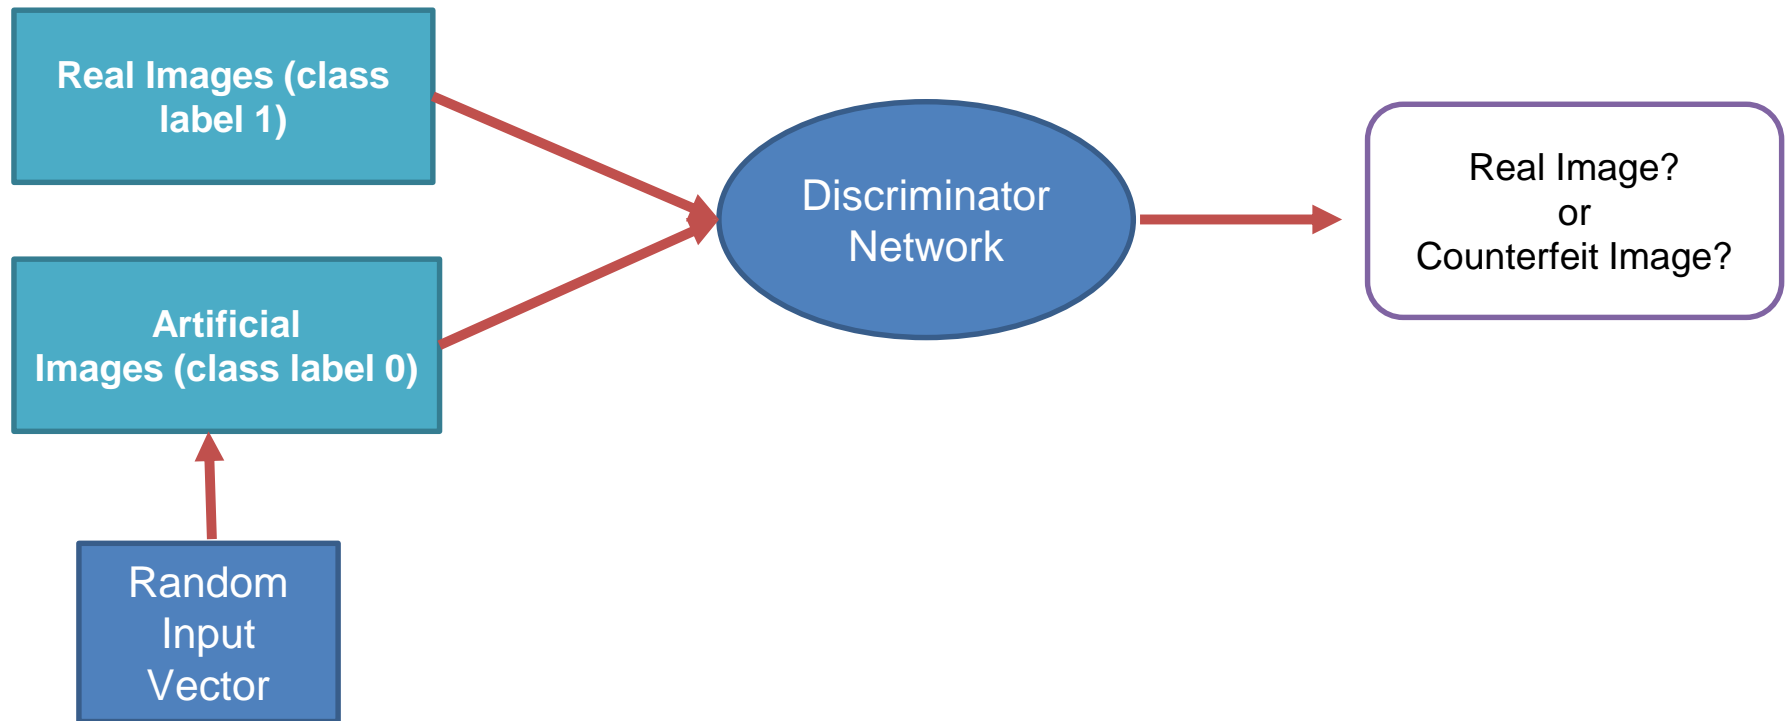 Real Images (class
label 1)
Artificial
Images (class label 0)
Random
Input
Vector
Discriminator
Network
Real Image?
or
Counterfeit Image?